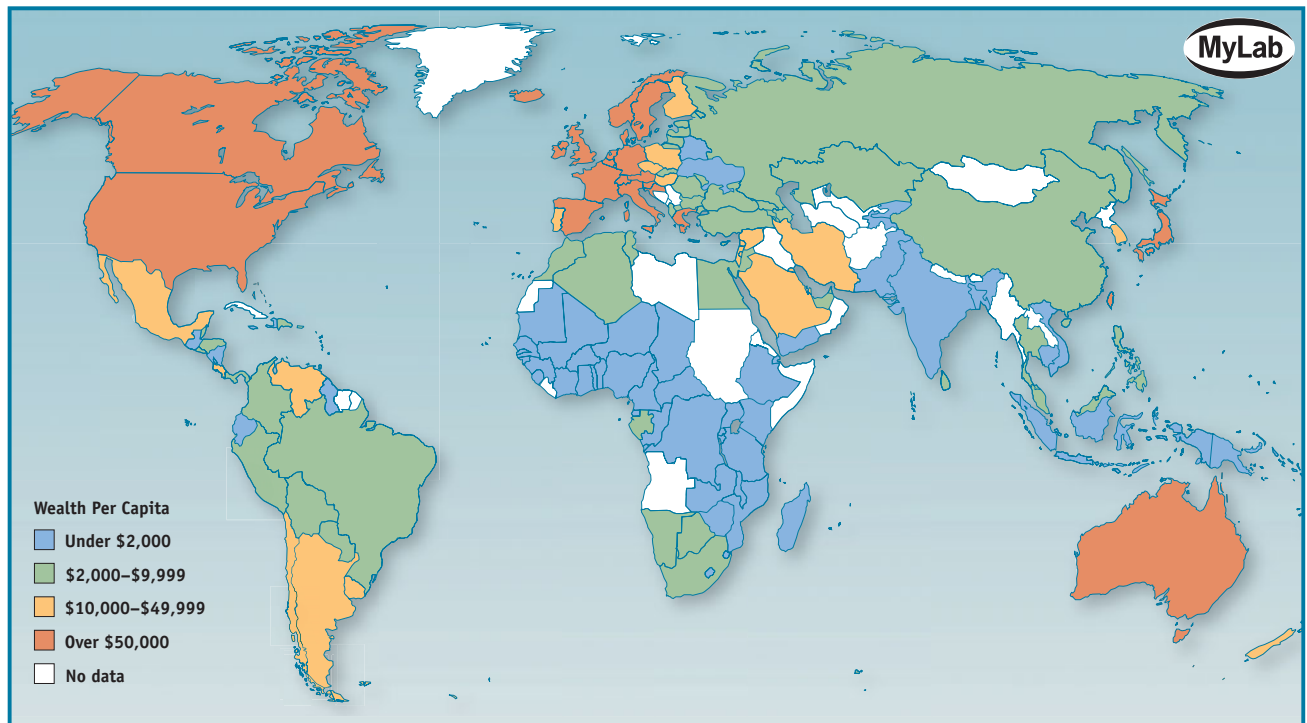 MyLab
Wealth Per Capita
Under $2,000
$2,000–$9,999
$10,000–$49,999
Over $50,000
No data